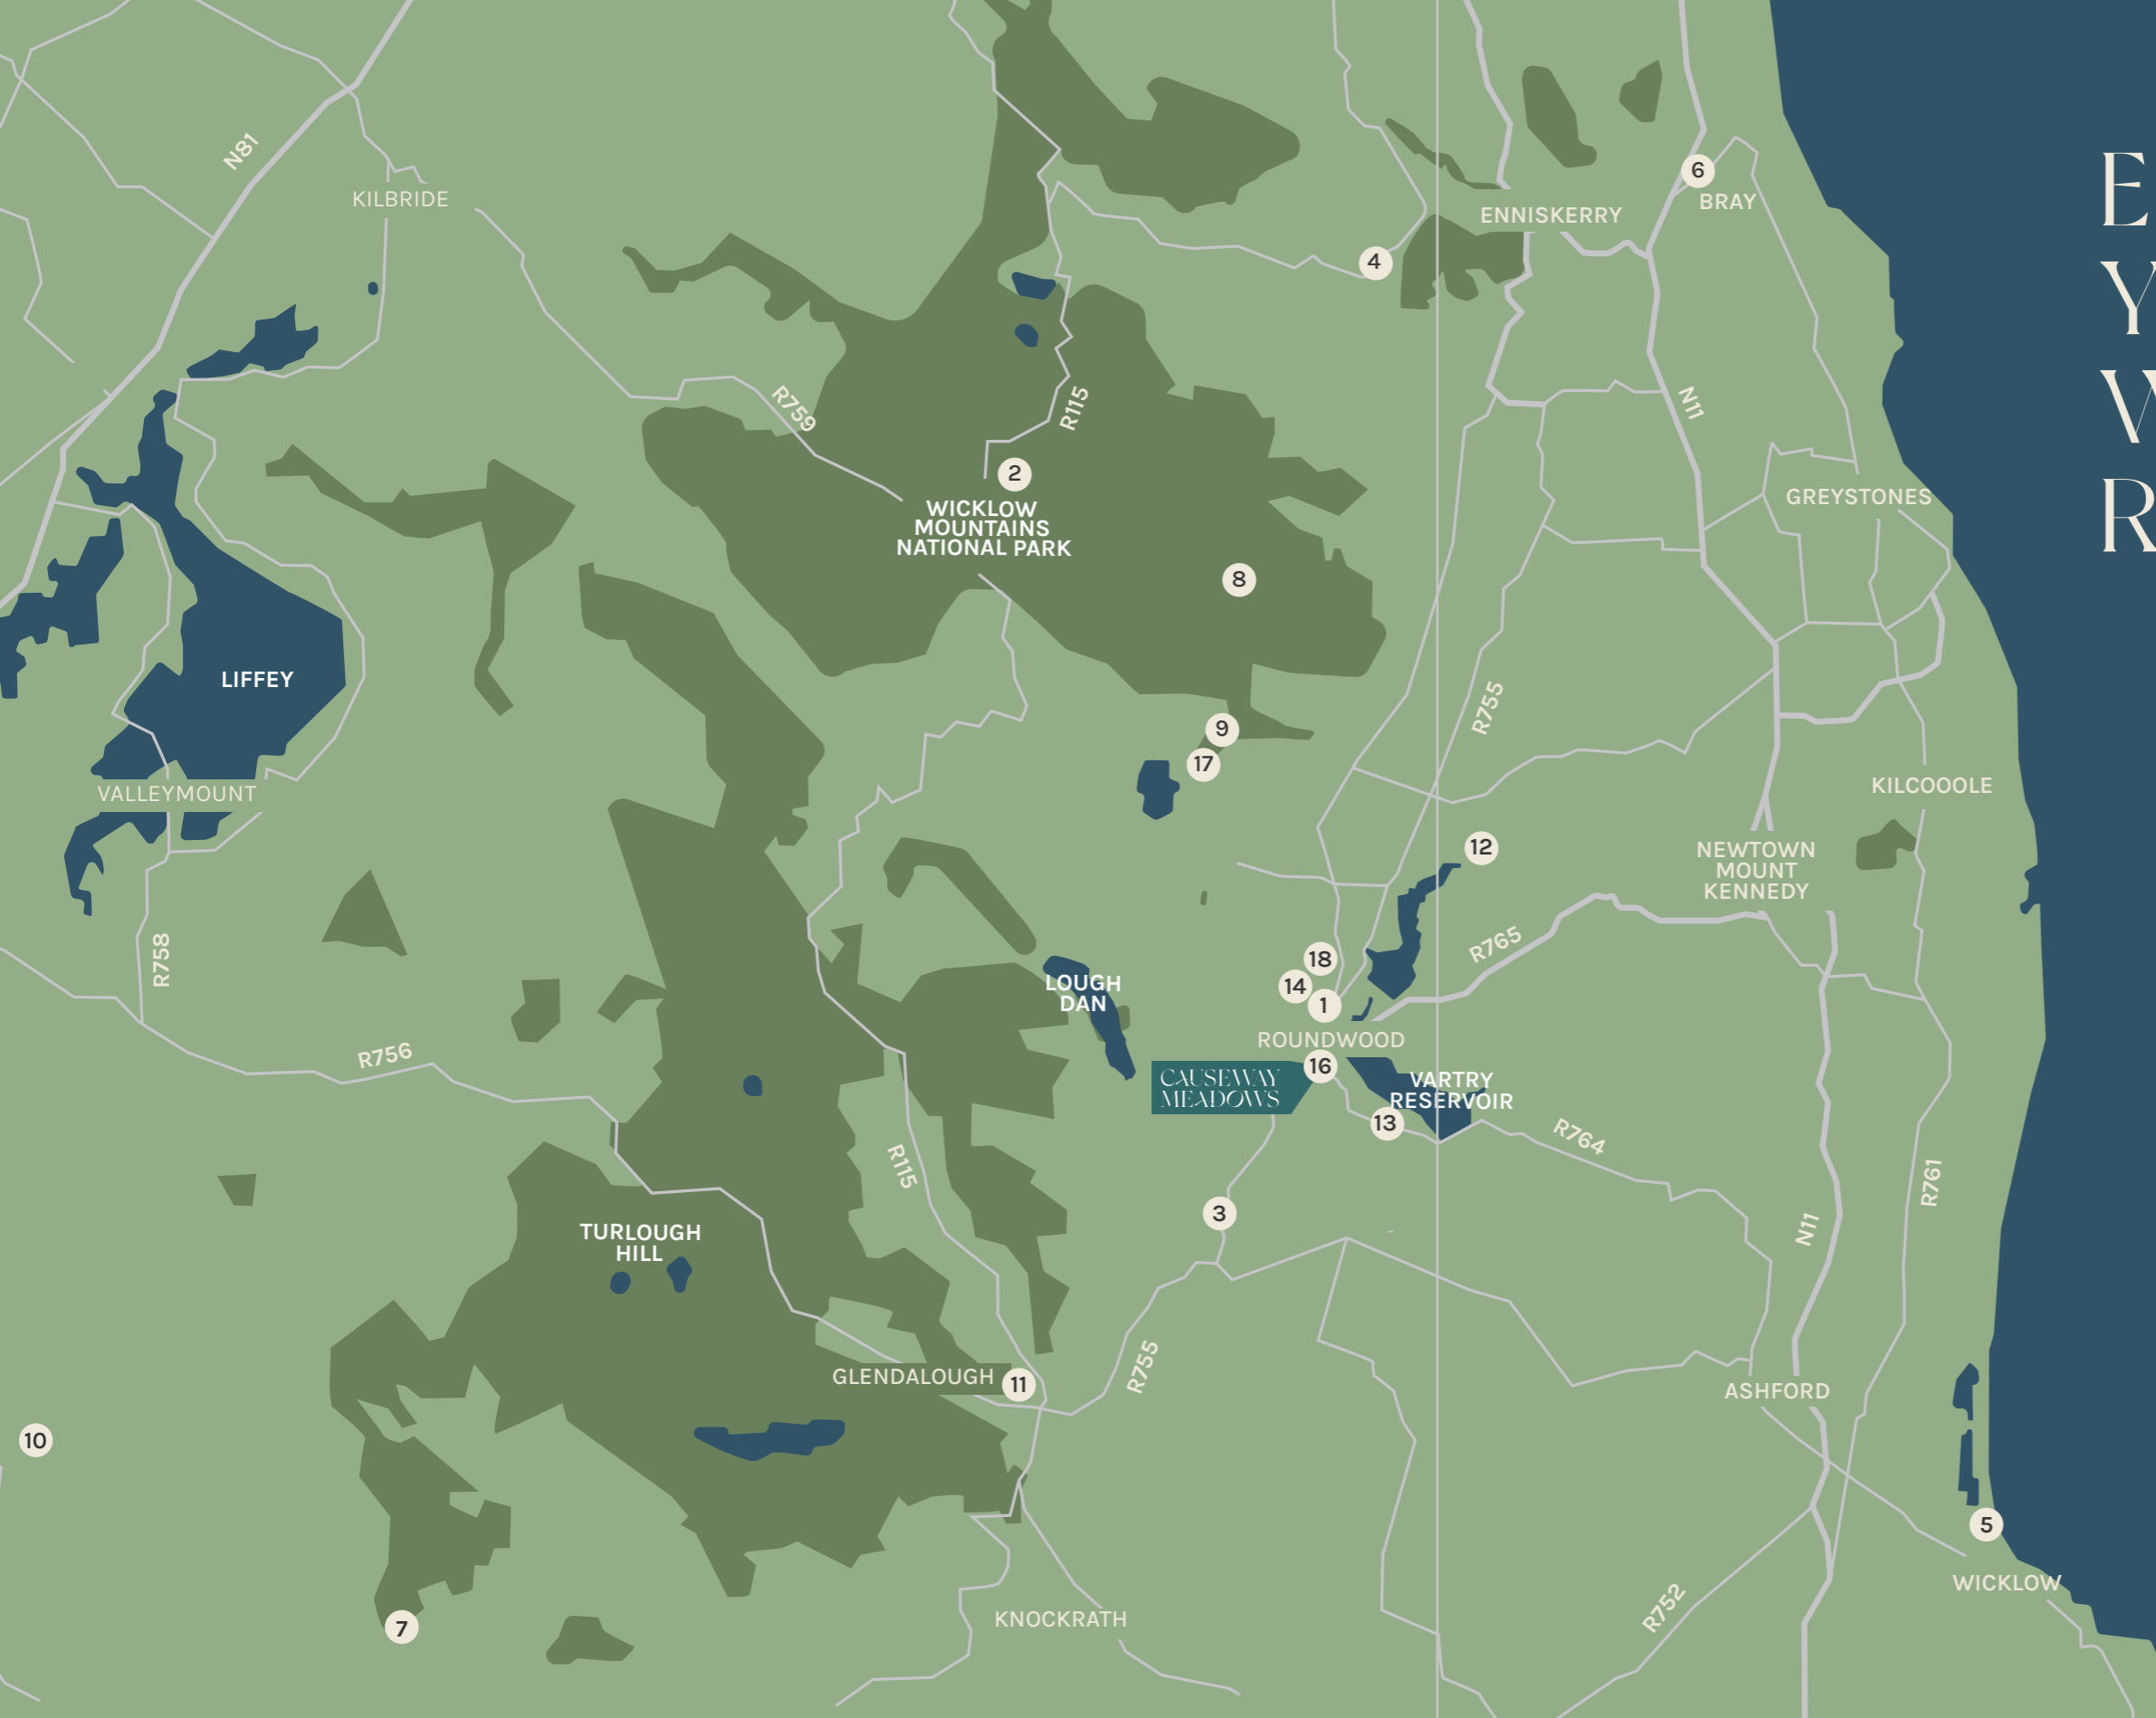 N81
KILBRIDE
6
BRAY
ENNISKERRY
4
E
Y
W
R
R759
R115
N11
2
WICKLOW
MOUNTAINS
NATIONAL PARK
GREYSTONES
8
LIFFEY
R755
9
17
VALLEYMOUNT
KILCOOOLE
12
NEWTOWN
MOUNT
KENNEDY
R758
R765
18
14
1
LOUGH
DAN
ROUNDWOOD
R756
16
CAUSEWAY
MEADOWS
VARTRY
RESERVOIR
13
R764
R115
R761
3
N11
TURLOUGH
HILL
R755
GLENDALOUGH
11
ASHFORD
10
5
WICKLOW
R752
7
KNOCKRATH